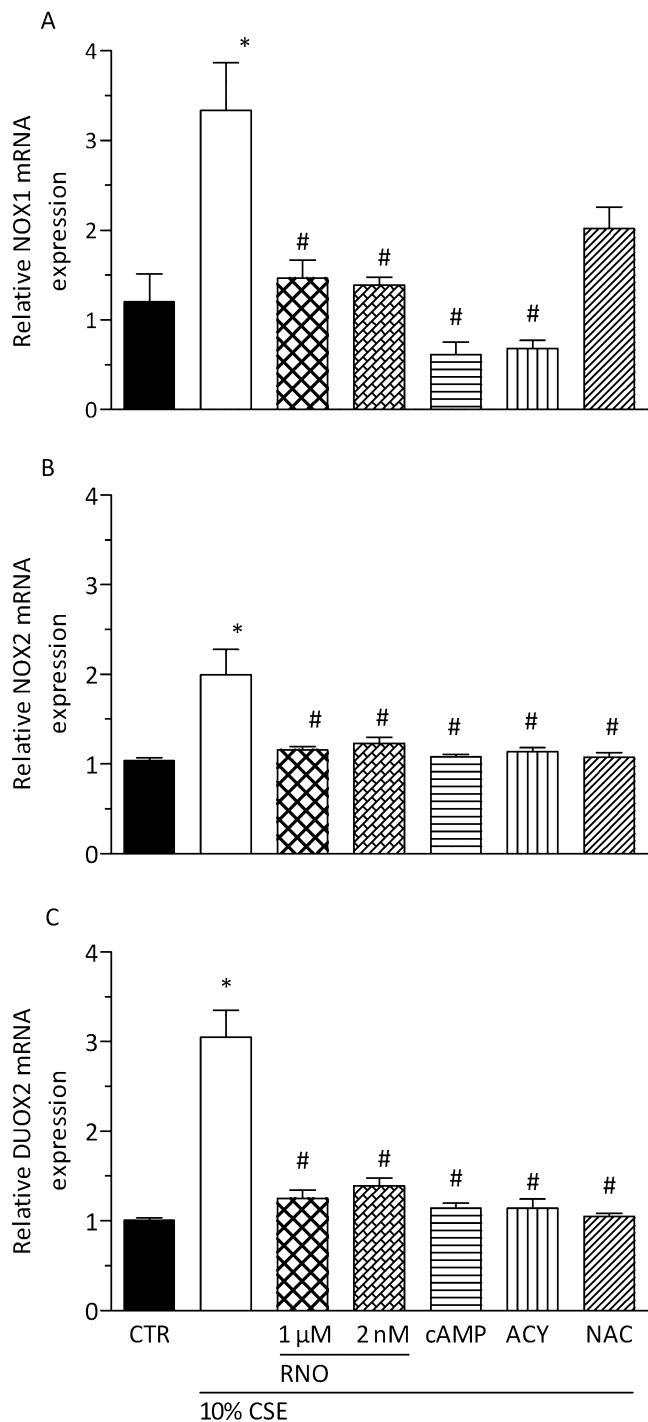 A
Relative NOX1 mRNA
expression
4
3
2
1
0
*
#
#
#
#
B
Relative NOX2 mRNA
expression
4
3
2
1
0
*
#
#
#
#
#
C
Relative DUOX2 mRNA
expression
4
3
2
1
0
*
#
#
#
#
#
CTR 1 µM 2 nM cAMP ACY NAC
RNO
10% CSE